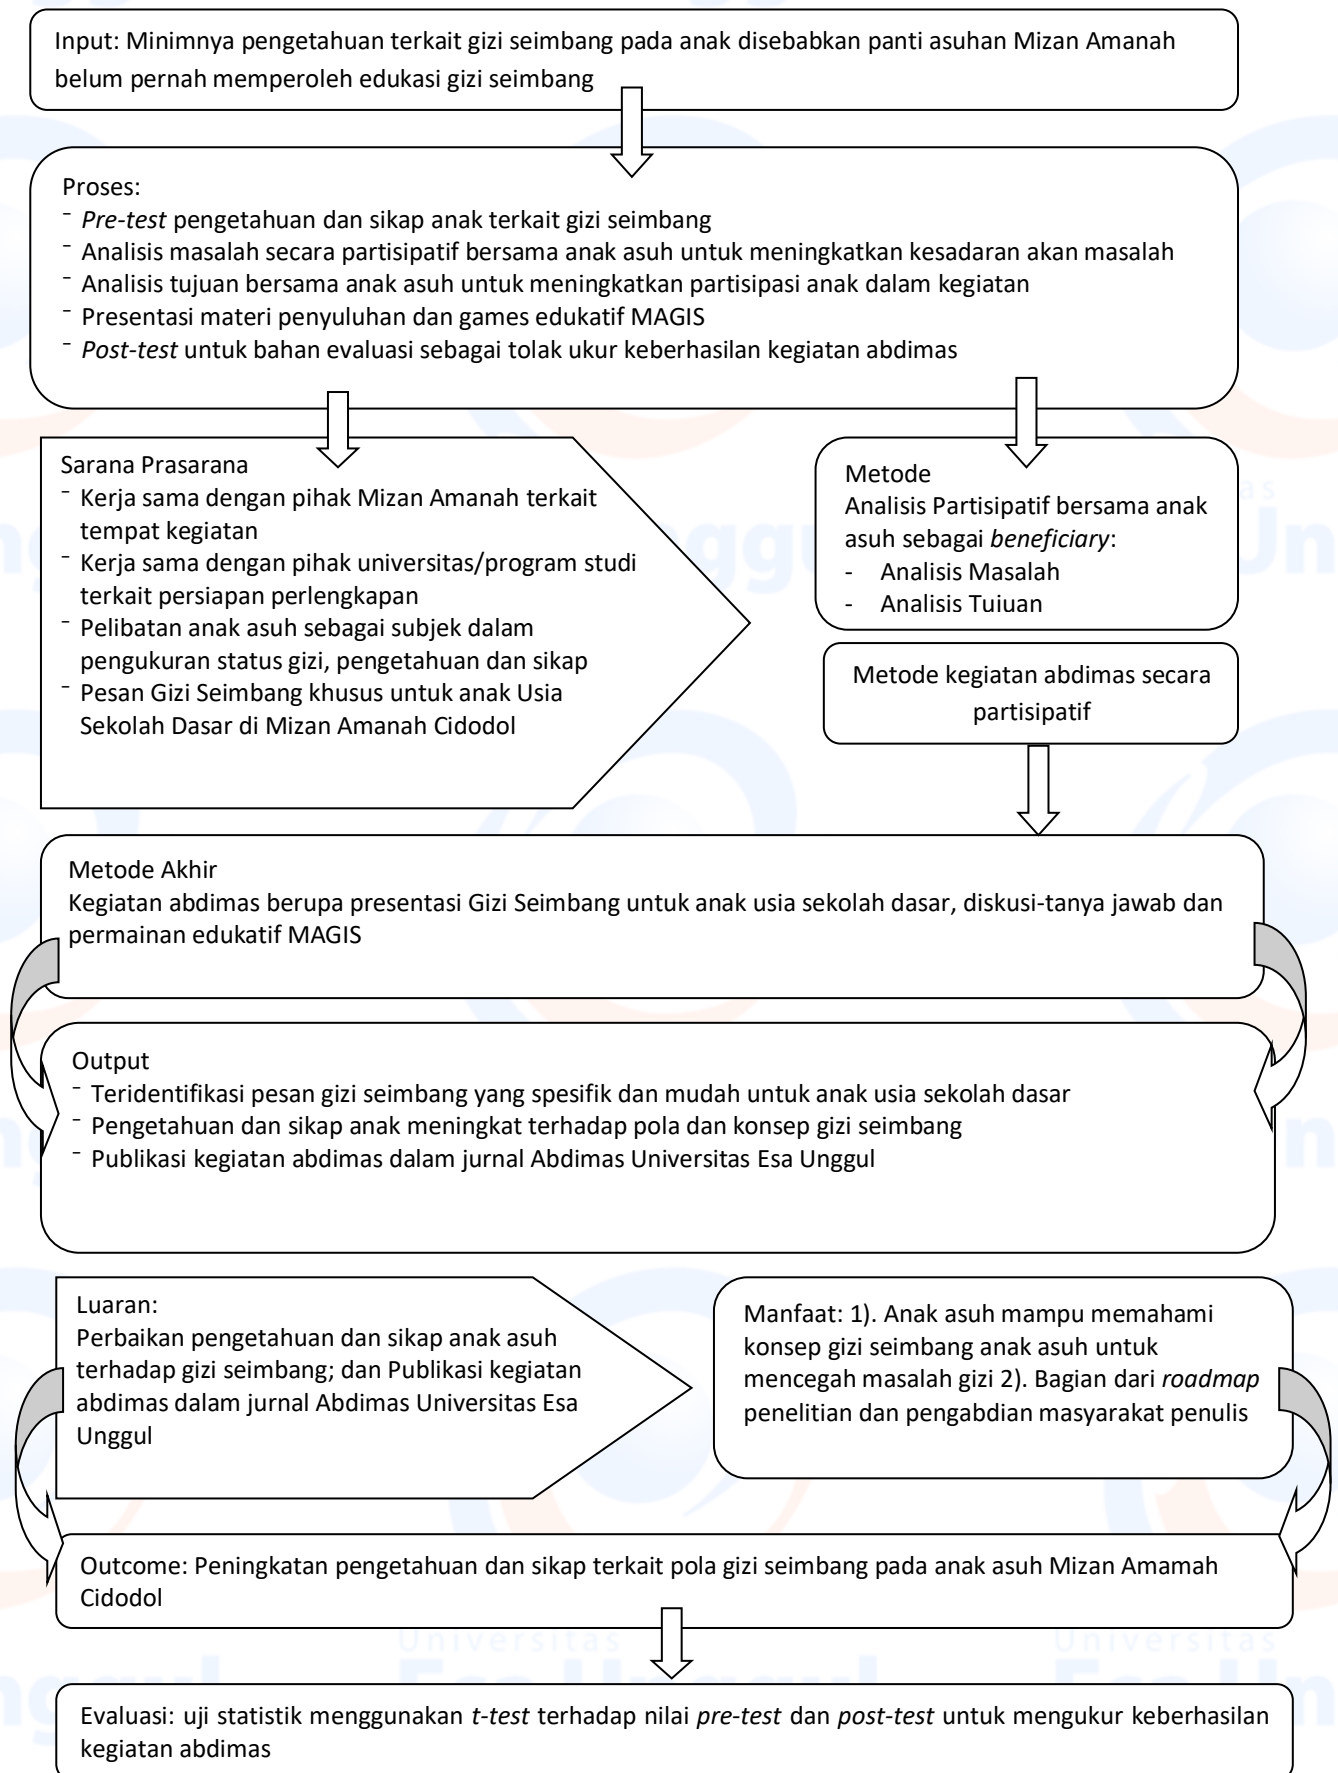 Input: Minimnya pengetahuan terkait gizi seimbang pada anak disebabkan panti asuhan Mizan Amanah
belum pernah memperoleh edukasi gizi seimbang
Proses:
⁻ Pre-test pengetahuan dan sikap anak terkait gizi seimbang
⁻ Analisis masalah secara partisipatif bersama anak asuh untuk meningkatkan kesadaran akan masalah
⁻ Analisis tujuan bersama anak asuh untuk meningkatkan partisipasi anak dalam kegiatan
⁻ Presentasi materi penyuluhan dan games edukatif MAGIS
⁻ Post-test untuk bahan evaluasi sebagai tolak ukur keberhasilan kegiatan abdimas
Sarana Prasarana
⁻ Kerja sama dengan pihak Mizan Amanah terkait
tempat kegiatan
⁻ Kerja sama dengan pihak universitas/program studi
terkait persiapan perlengkapan
⁻ Pelibatan anak asuh sebagai subjek dalam
pengukuran status gizi, pengetahuan dan sikap
⁻ Pesan Gizi Seimbang khusus untuk anak Usia
Sekolah Dasar di Mizan Amanah Cidodol
Metode
Analisis Partisipatif bersama anak
asuh sebagai beneficiary:
- Analisis Masalah
- Analisis Tuiuan
Metode kegiatan abdimas secara
partisipatif
Metode Akhir
Kegiatan abdimas berupa presentasi Gizi Seimbang untuk anak usia sekolah dasar, diskusi-tanya jawab dan
permainan edukatif MAGIS
Output
⁻ Teridentifikasi pesan gizi seimbang yang spesifik dan mudah untuk anak usia sekolah dasar
⁻ Pengetahuan dan sikap anak meningkat terhadap pola dan konsep gizi seimbang
⁻ Publikasi kegiatan abdimas dalam jurnal Abdimas Universitas Esa Unggul
Luaran:
Perbaikan pengetahuan dan sikap anak asuh
terhadap gizi seimbang; dan Publikasi kegiatan
abdimas dalam jurnal Abdimas Universitas Esa
Unggul
Manfaat: 1). Anak asuh mampu memahami
konsep gizi seimbang anak asuh untuk
mencegah masalah gizi 2). Bagian dari roadmap
penelitian dan pengabdian masyarakat penulis
Outcome: Peningkatan pengetahuan dan sikap terkait pola gizi seimbang pada anak asuh Mizan Amamah
Cidodol
Universitas
Universitas
Evaluasi: uji statistik menggunakan t-test terhadap nilai pre-test dan post-test untuk mengukur keberhasilan
kegiatan abdimas